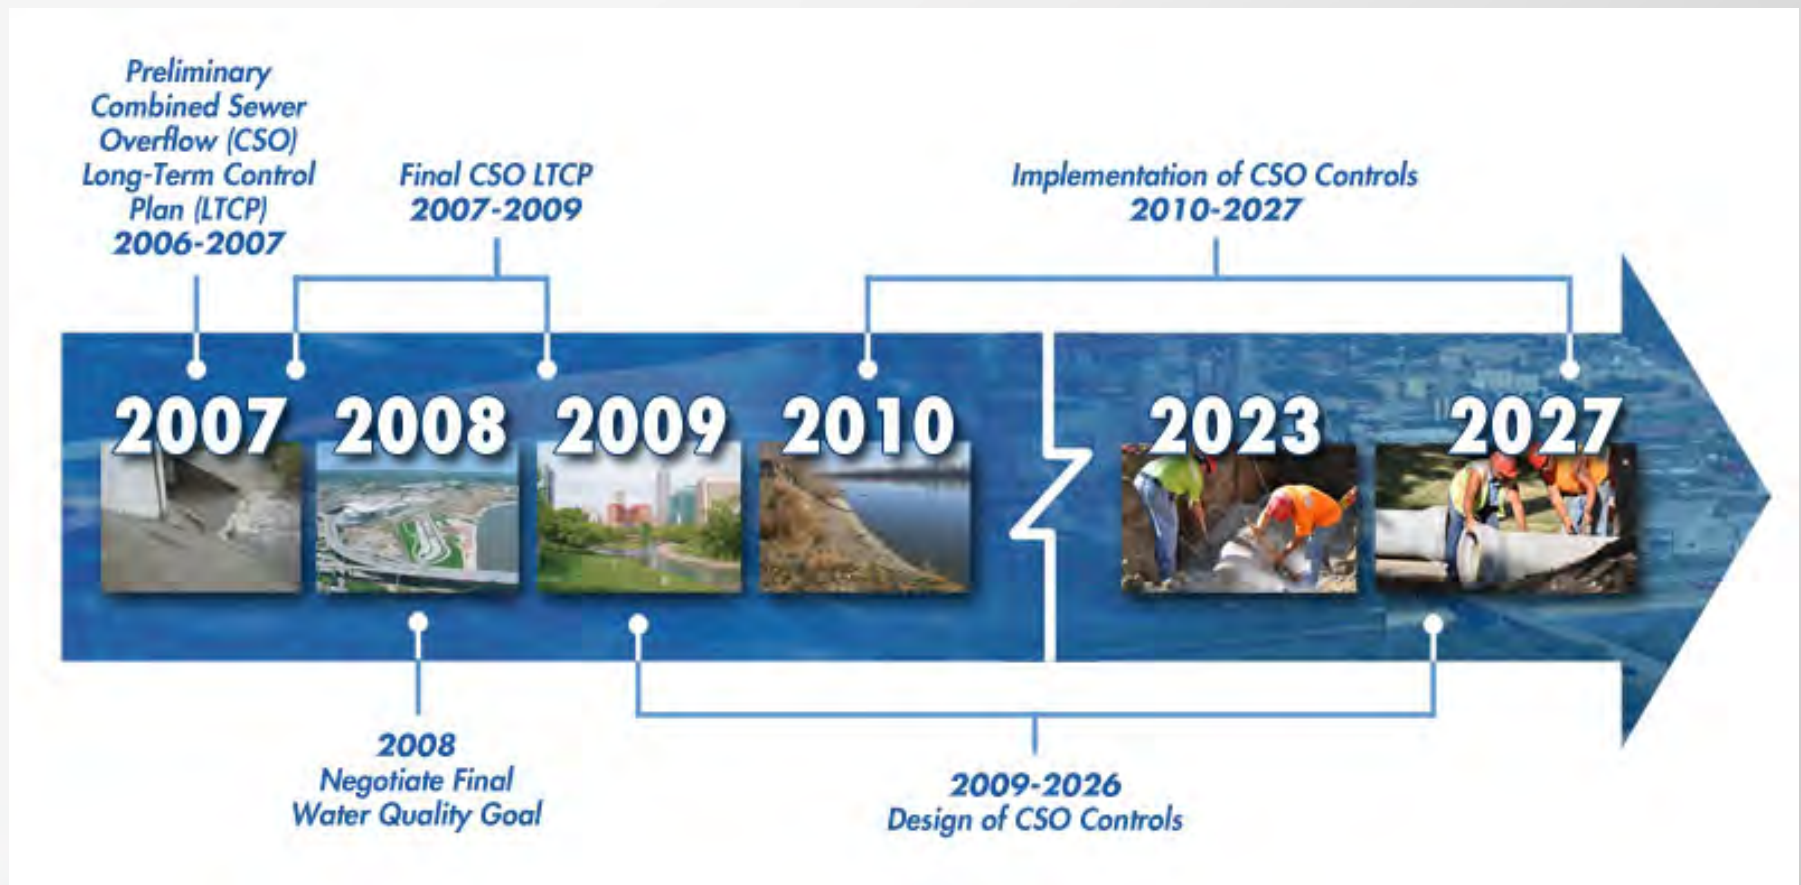 Preliminary
Combined Sewer
Overflow (CSO)
Long-Term Control
Plan (LTCP)
2006-2007
Final CSO LTCP
2007-2009
Implementation of CSO Controls
2010-2027
2007
2008
2009
2010
2023
2027
2008
Negotiate Final
Water Quality Goal
2009-2026
Design of CSO Controls